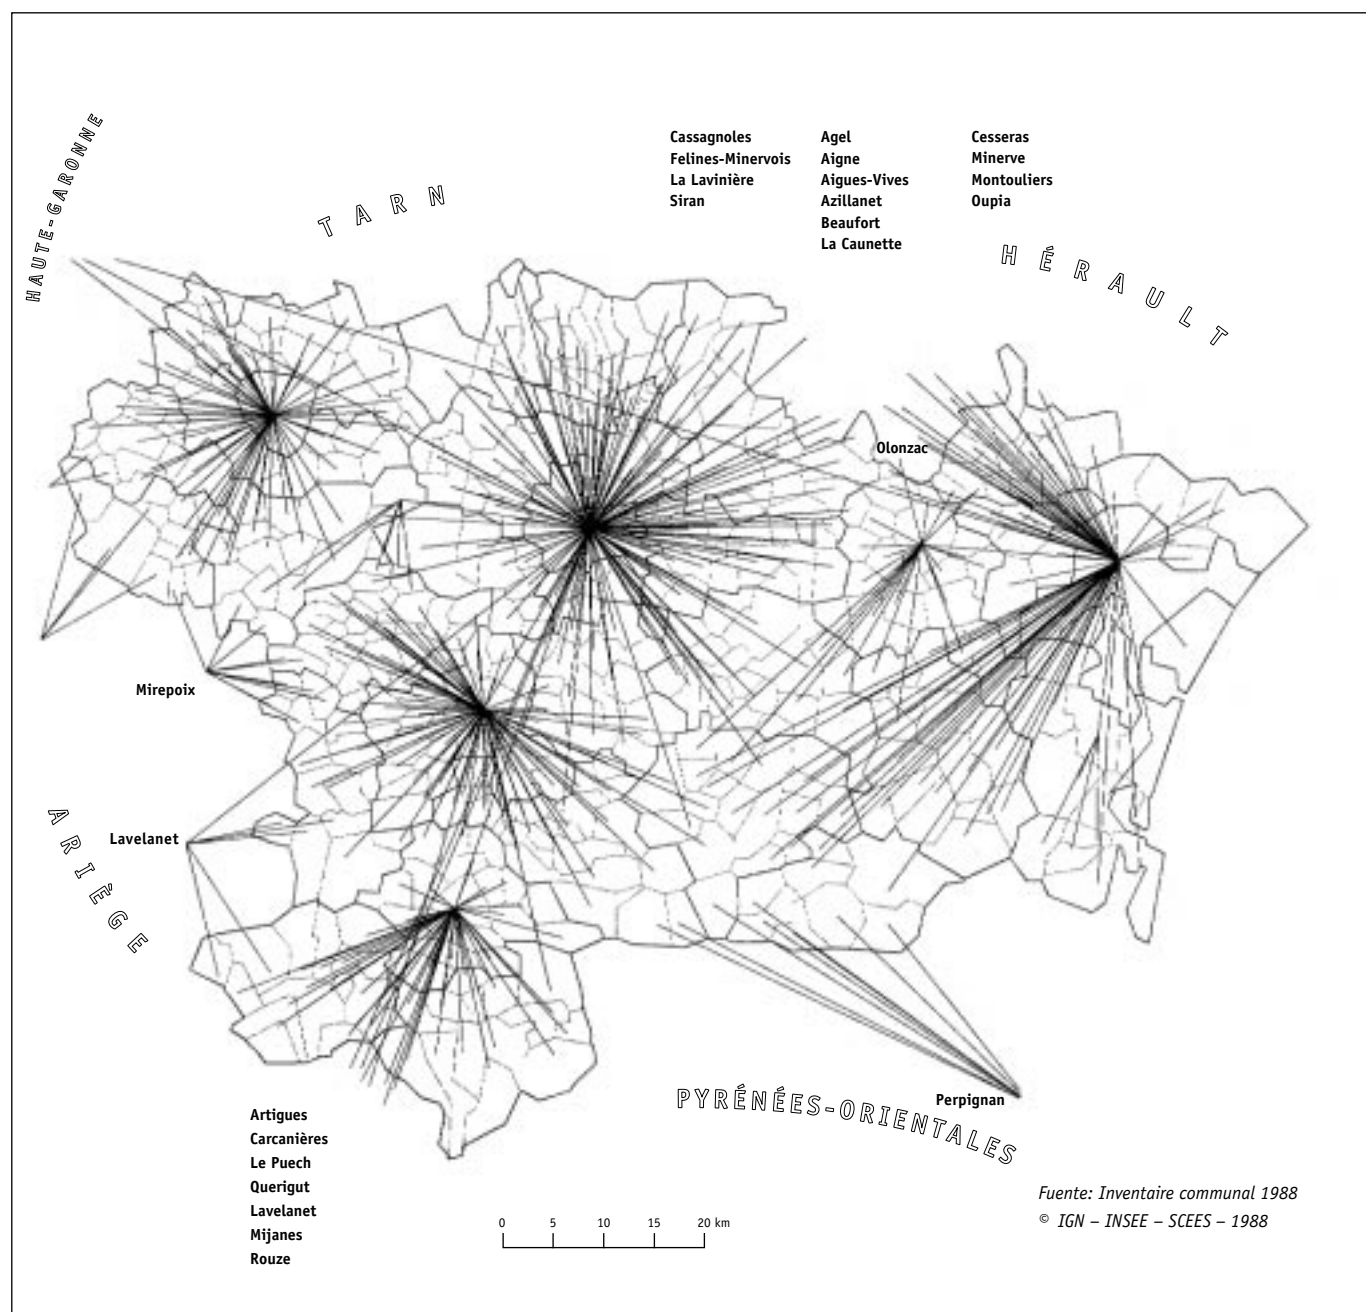 HAUTE-GARONNE
TARN
Cassagnoles
Felines-Minervois
La Lavinière
Siran
Agel
Aigne
Aigues-Vives
Azillanet
Beaufort
La Caunette
Cesseras
Minerve
Montouliers
Oupia
HÉRAULT
Olonzac
Mirepoix
Lavelanet
ARIÉGE
Perpignan
PYRÉNÉES-ORIENTALES
Artigues
Carcanières
Le Puech
Querigut
Lavelanet
Mijanes
Rouze
0 5 10 15 20 km
Fuente: Inventaire communal 1988
© IGN – INSEE – SCEES – 1988